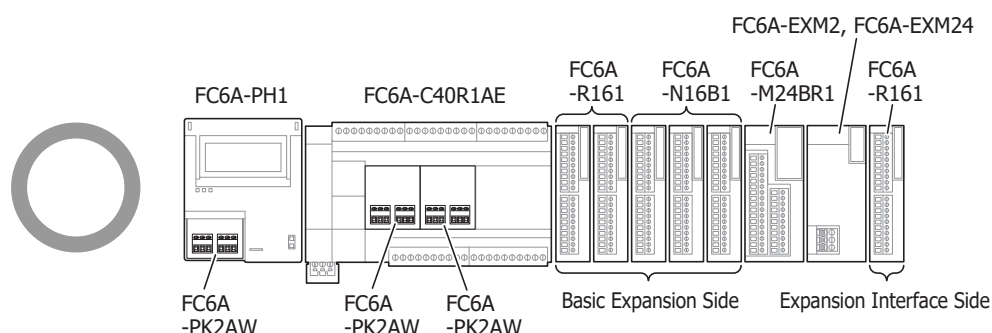 FC6A-EXM2, FC6A-EXM24
FC6A-PH1
FC6A-C40R1AE
FC6A
-R161
FC6A
-N16B1
FC6A
-M24BR1
FC6A
-R161
FC6A
-PK2AW
FC6A
-PK2AW
FC6A
-PK2AW
Basic Expansion Side
Expansion Interface Side